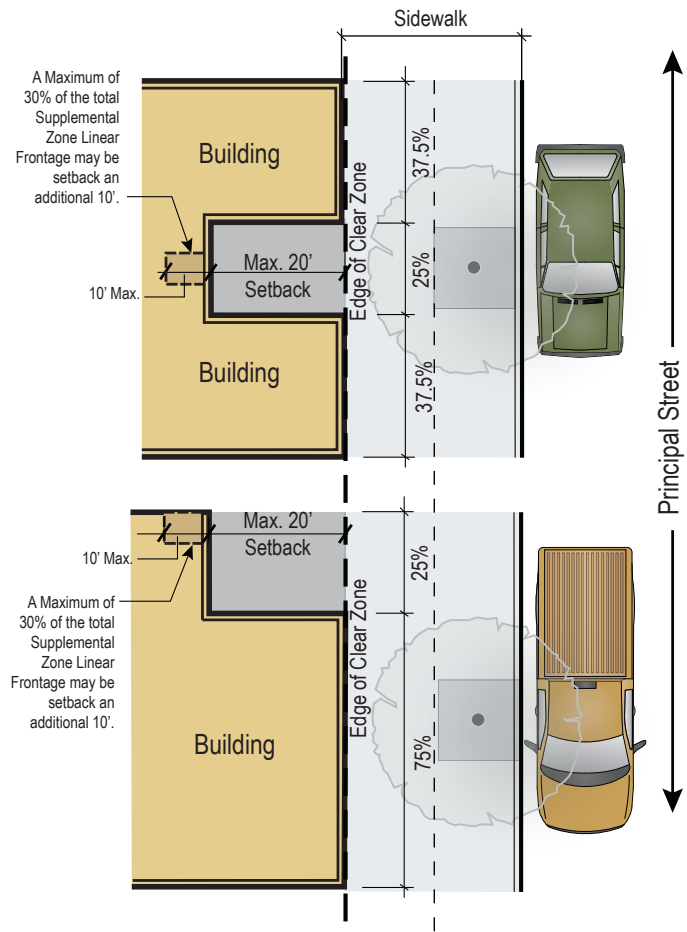 Sidewalk
A Maximum of
30% of the total
Supplemental
Zone Linear
Frontage may be
setback an
additional 10’.
Building
37.5%
Edge of Clear Zone
Max. 20’
Setback
25%
10’ Max.
Building
37.5%
Principal Street
Max. 20’
Setback
10’ Max.
25%
A Maximum of
30% of the total
Supplemental
Zone Linear
Frontage may be
setback an
additional 10’.
Edge of Clear Zone
Building
75%